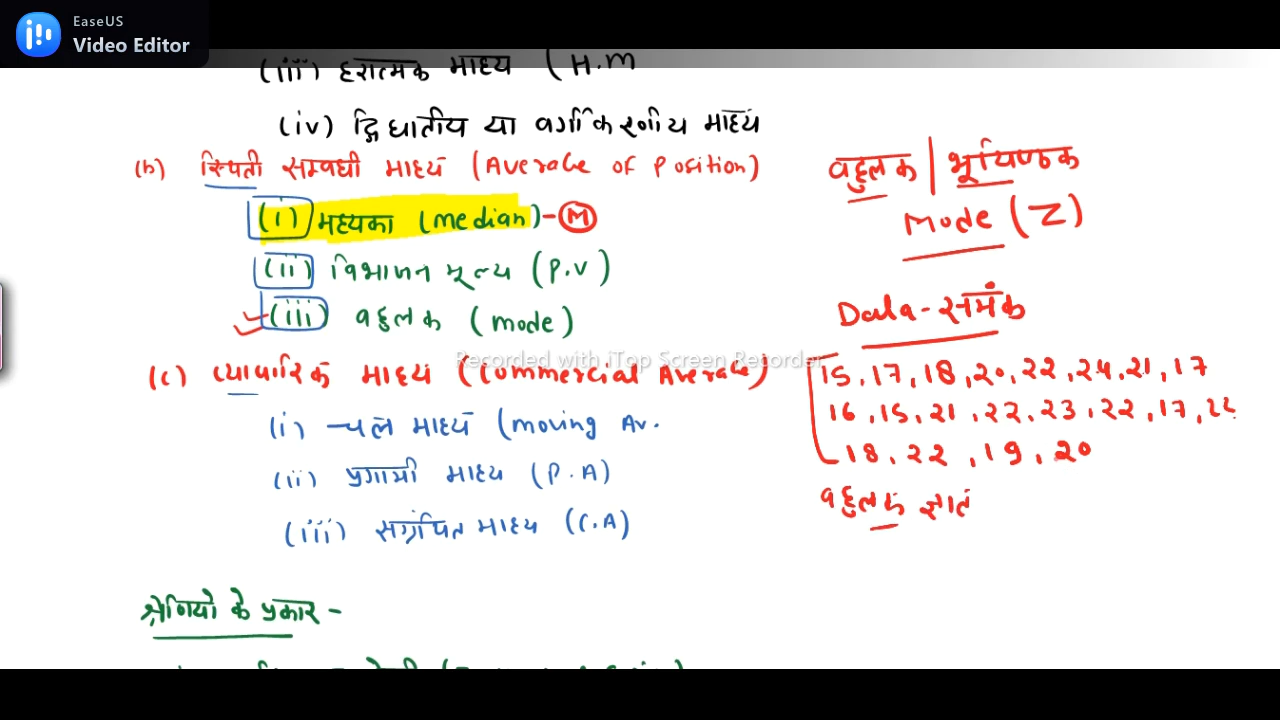 EaseUS
Video Editor
(iii) हरात्मक माध्य (H.M
(iv) द्विघातीय या वर्गीकरणीय माध्य
(b) स्थिती सम्बधी माध्य (Average of Position)
(i) मध्यका (median) - M
(ii) विभाजन मूल्य (P.V)
(iii) बहुलक (mode)
(c) व्यापारिक माध्य (Commercial Average)
(i) चल माध्य (moving Av.
(ii) प्रगामी माध्य (P.A)
(iii) संग्रथित माध्य (C.A)
श्रेणियो के प्रकार -
बहुलक | भूयिष्ठक
Mode (Z)
Data - समंक
15, 17, 18, 20, 22, 24, 21, 17
16, 15, 21, 22, 23, 22, 17, 22
18, 22, 19, 20
बहुलक ज्ञात
Recorded with iTop Screen Recorder